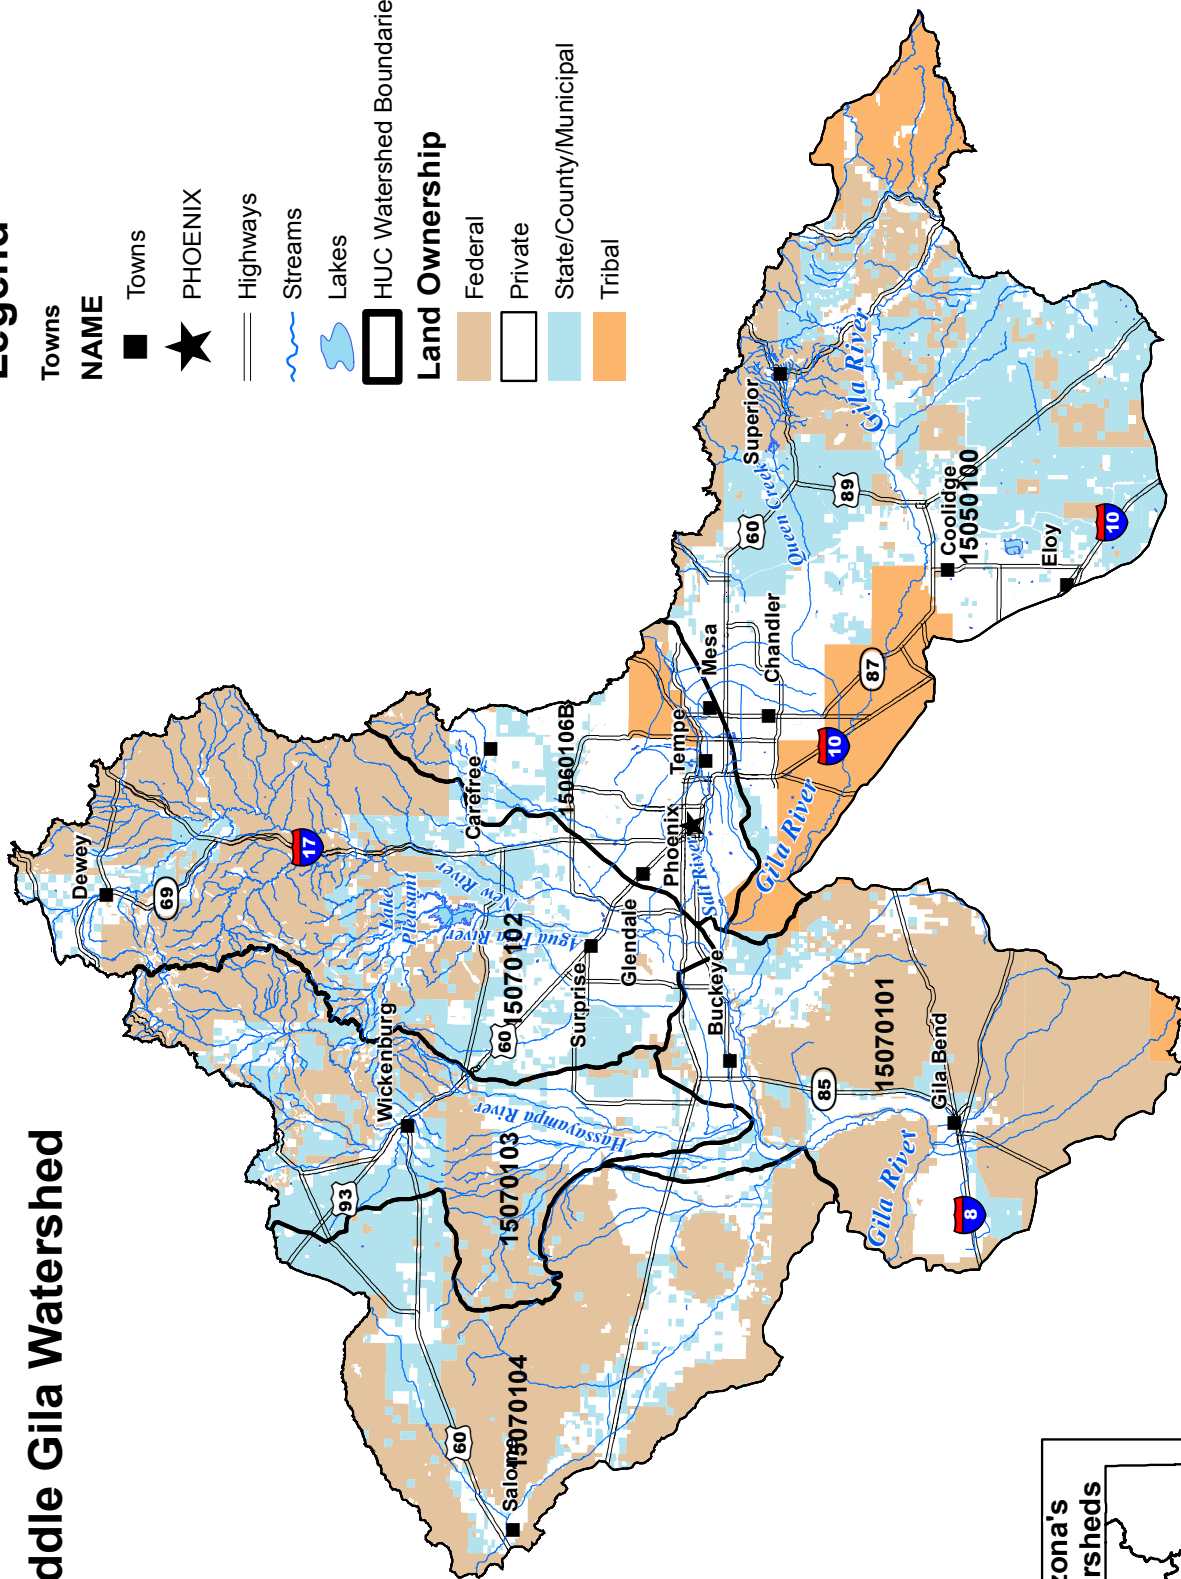 ddle Gila Watershed
Legend
Towns
NAME
Towns
PHOENIX
Highways
Streams
Lakes
HUC Watershed Boundarie
Land Ownership
Federal
Private
State/County/Municipal
Tribal
Dewey
69
17
Lake
Pleasant
New River
Agua Fria River
Carefree
15060106B
15070102
Wickenburg
93
60
Surprise
Glendale
Phoenix
Salt River
Tempe
Mesa
Chandler
Hassayampa River
15070103
Buckeye
60
Salome
15070104
85
15070101
Gila Bend
Gila River
8
Gila River
10
87
Queen Creek
60
Superior
89
Gila River
Coolidge
15050100
Eloy
10
zona's
rsheds